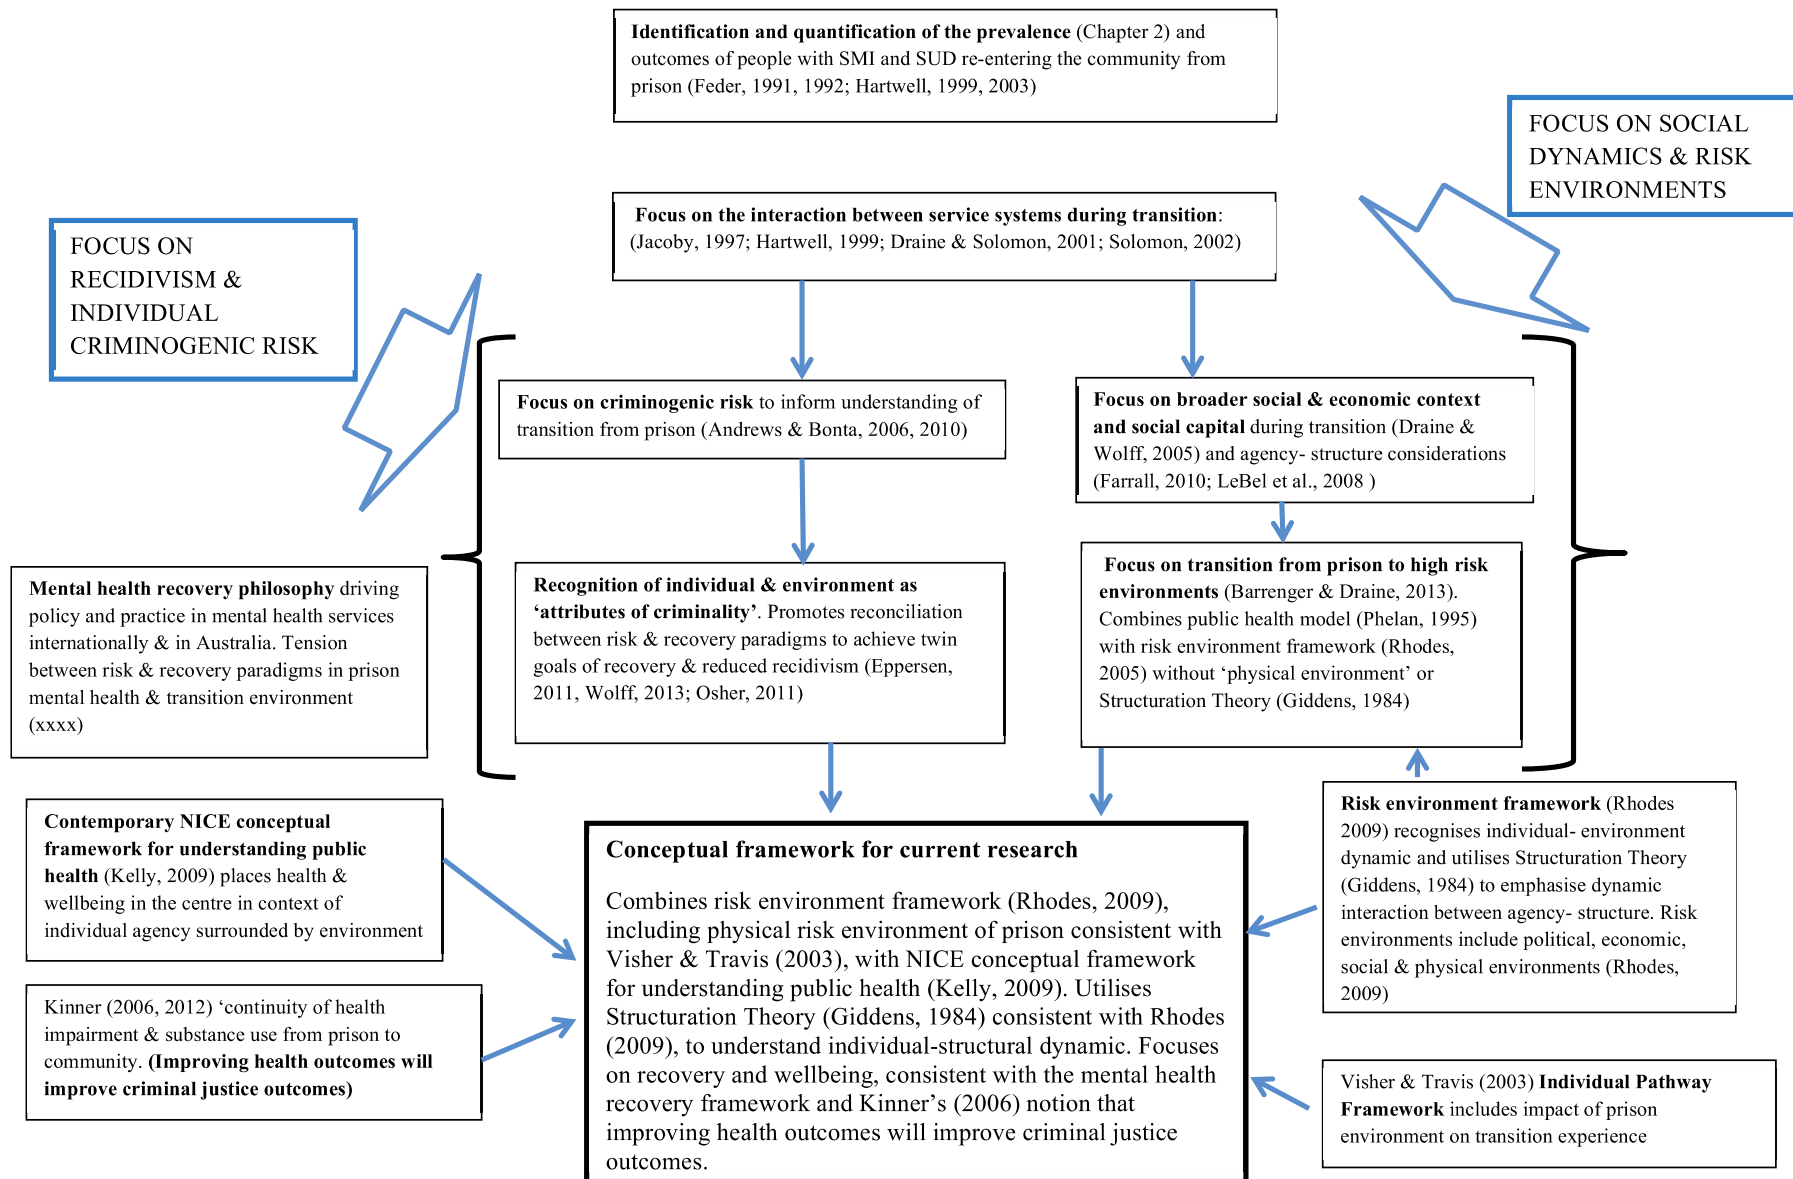 Identification and quantification of the prevalence (Chapter 2) and
outcomes of people with SMI and SUD re-entering the community from
prison (Feder, 1991, 1992; Hartwell, 1999, 2003)
FOCUS ON SOCIAL
DYNAMICS & RISK
ENVIRONMENTS
Focus on the interaction between service systems during transition:
(Jacoby, 1997; Hartwell, 1999; Draine & Solomon, 2001; Solomon, 2002)
FOCUS ON
RECIDIVISM &
INDIVIDUAL
CRIMINOGENIC RISK
Focus on criminogenic risk to inform understanding of
transition from prison (Andrews & Bonta, 2006, 2010)
Focus on broader social & economic context
and social capital during transition (Draine &
Wolff, 2005) and agency- structure considerations
(Farrall, 2010; LeBel et al., 2008 )
Mental health recovery philosophy driving
policy and practice in mental health services
internationally & in Australia. Tension
between risk & recovery paradigms in prison
mental health & transition environment
(xxxx)
Recognition of individual & environment as
‘attributes of criminality’. Promotes reconciliation
between risk & recovery paradigms to achieve twin
goals of recovery & reduced recidivism (Eppersen,
2011, Wolff, 2013; Osher, 2011)
Focus on transition from prison to high risk
environments (Barrenger & Draine, 2013).
Combines public health model (Phelan, 1995)
with risk environment framework (Rhodes,
2005) without ‘physical environment’ or
Structuration Theory (Giddens, 1984)
Contemporary NICE conceptual
framework for understanding public
health (Kelly, 2009) places health &
wellbeing in the centre in context of
individual agency surrounded by environment
Kinner (2006, 2012) ‘continuity of health
impairment & substance use from prison to
community. (Improving health outcomes will
improve criminal justice outcomes)
Conceptual framework for current research
Combines risk environment framework (Rhodes, 2009),
including physical risk environment of prison consistent with
Visher & Travis (2003), with NICE conceptual framework
for understanding public health (Kelly, 2009). Utilises
Structuration Theory (Giddens, 1984) consistent with Rhodes
(2009), to understand individual-structural dynamic. Focuses
on recovery and wellbeing, consistent with the mental health
recovery framework and Kinner’s (2006) notion that
improving health outcomes will improve criminal justice
outcomes.
Risk environment framework (Rhodes
2009) recognises individual- environment
dynamic and utilises Structuration Theory
(Giddens, 1984) to emphasise dynamic
interaction between agency- structure. Risk
environments include political, economic,
social & physical environments (Rhodes,
2009)
Visher & Travis (2003) Individual Pathway
Framework includes impact of prison
environment on transition experience